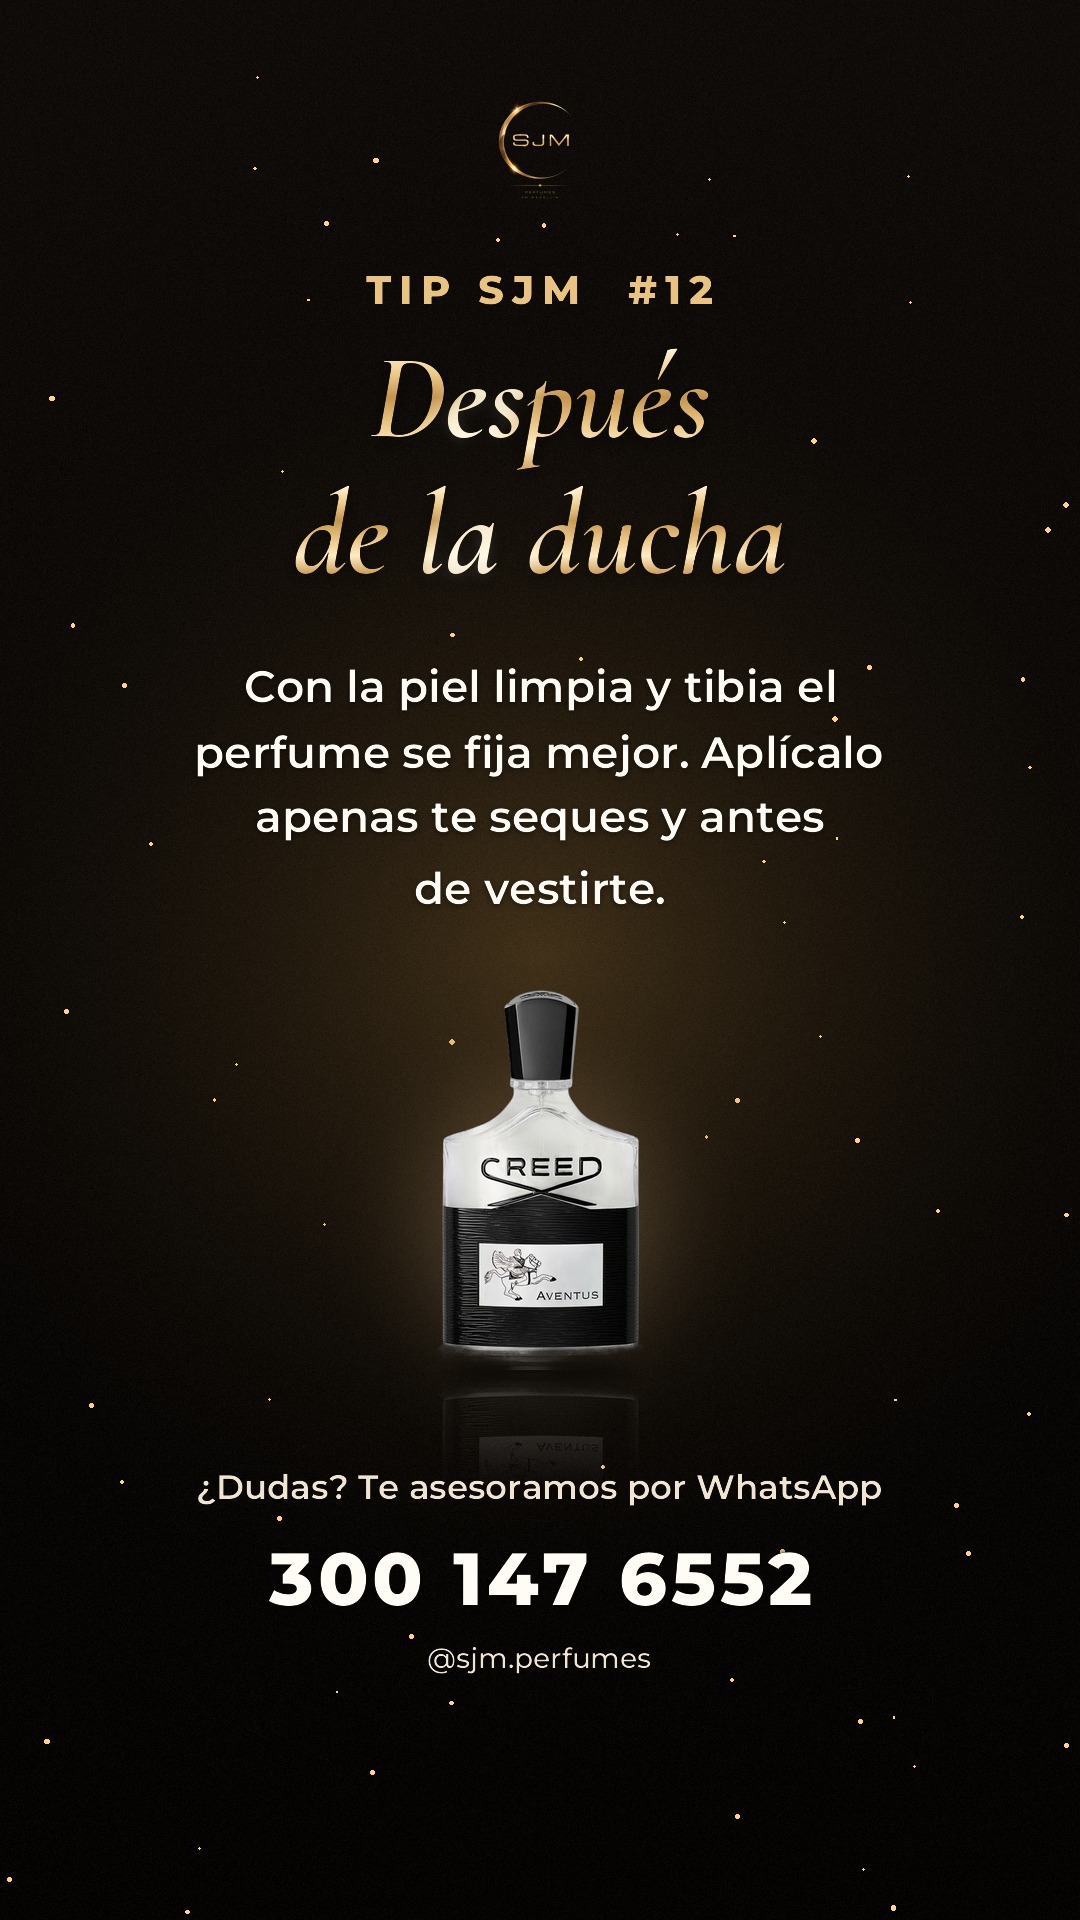 SJM
PERFUMES
TIP SJM #12
Después
de la ducha
Con la piel limpia y tibia el
perfume se fija mejor. Aplícalo
apenas te seques y antes
de vestirte.
CREED
AVENTUS
¿Dudas? Te asesoramos por WhatsApp
300 147 6552
@sjm.perfumes